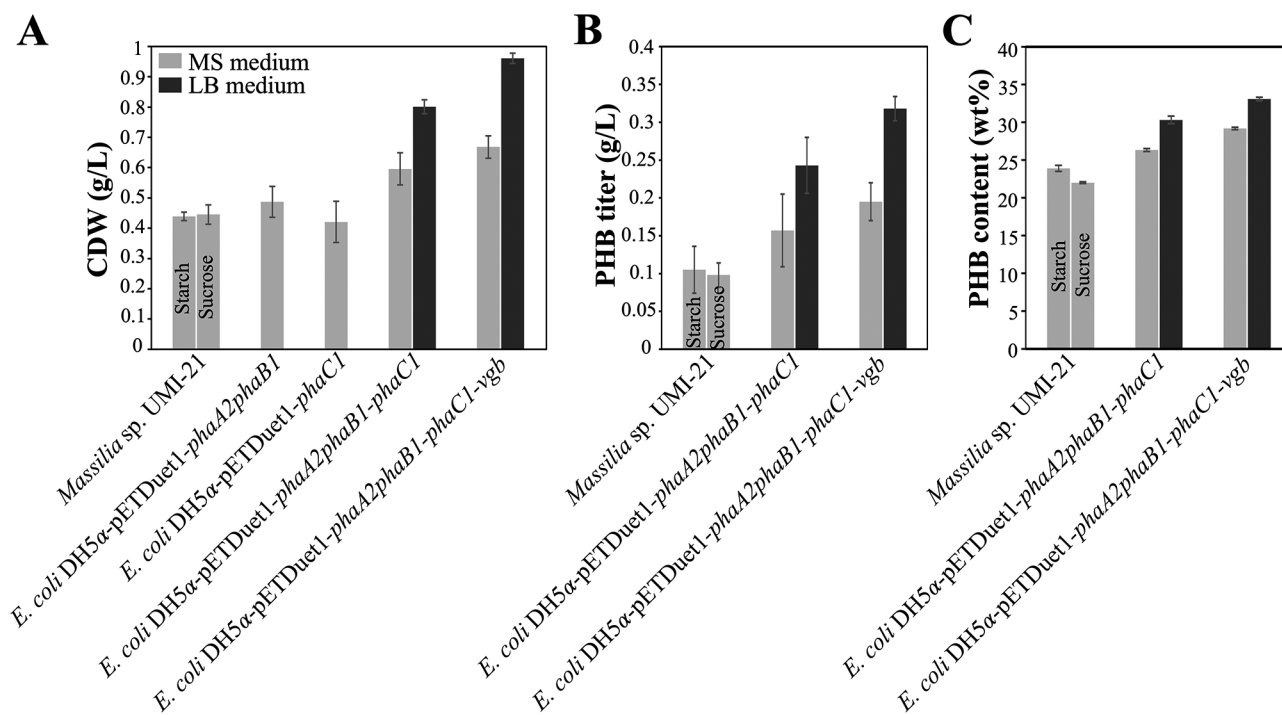 A
CDW (g/L)
1
0.9
0.8
0.7
0.6
0.5
0.4
0.3
0.2
0.1
0
MS medium
LB medium
Starch
Sucrose
Massilia sp. UMI-21
E. coli DH5α-pETDuet1-phaA2phaB1
E. coli DH5α-pETDuet1-phaC1
E. coli DH5α-pETDuet1-phaA2phaB1-phaC1
E. coli DH5α-pETDuet1-phaA2phaB1-phaC1-vgb
B
PHB titer (g/L)
0.4
0.35
0.3
0.25
0.2
0.15
0.1
0.05
0
Starch
Sucrose
Massilia sp. UMI-21
E. coli DH5α-pETDuet1-phaA2phaB1-phaC1
E. coli DH5α-pETDuet1-phaA2phaB1-phaC1-vgb
C
PHB content (wt%)
40
35
30
25
20
15
10
5
0
Starch
Sucrose
Massilia sp. UMI-21
E. coli DH5α-pETDuet1-phaA2phaB1-phaC1
E. coli DH5α-pETDuet1-phaA2phaB1-phaC1-vgb